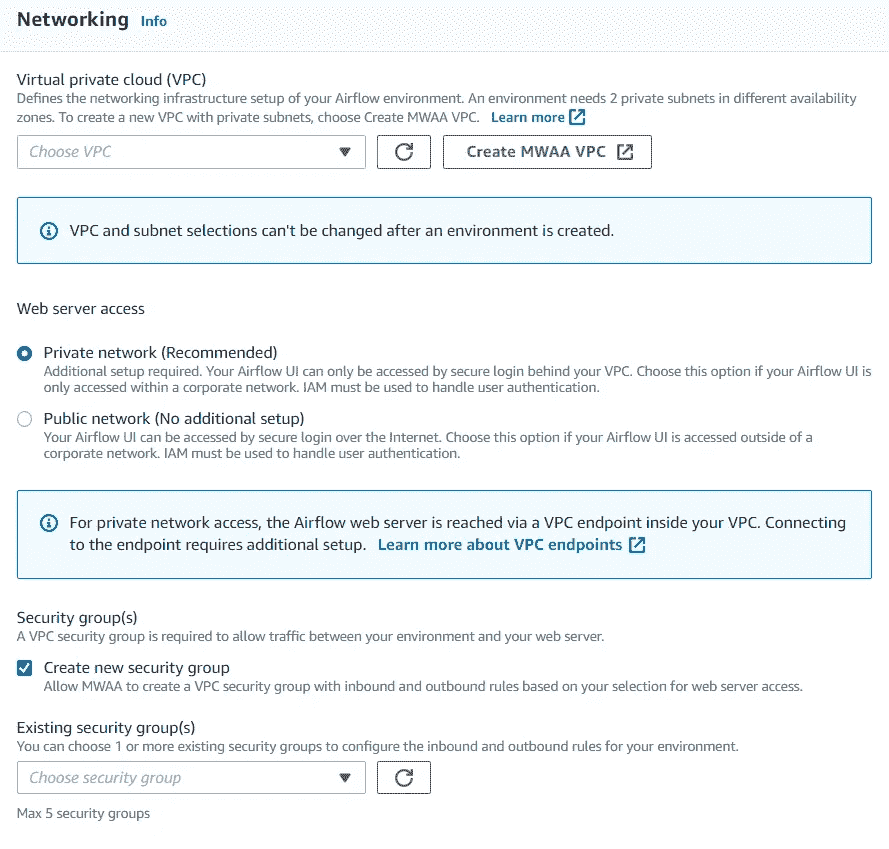 Networking Info
Virtual private cloud (VPC)
Defines the networking infrastructure setup of your Airflow environment. An environment needs 2 private subnets in different availability
zones. To create a new VPC with private subnets, choose Create MWAA VPC. Learn more
Choose VPC
Create MWAA VPC
VPC and subnet selections can't be changed after an environment is created.
Web server access
Private network (Recommended)
Additional setup required. Your Airflow UI can only be accessed by secure login behind your VPC. Choose this option if your Airflow UI is
only accessed within a corporate network. IAM must be used to handle user authentication.
Public network (No additional setup)
Your Airflow UI can be accessed by secure login over the Internet. Choose this option if your Airflow UI is accessed outside of a
corporate network. IAM must be used to handle user authentication.
For private network access, the Airflow web server is reached via a VPC endpoint inside your VPC. Connecting
to the endpoint requires additional setup. Learn more about VPC endpoints
Security group(s)
A VPC security group is required to allow traffic between your environment and your web server.
Create new security group
Allow MWAA to create a VPC security group with inbound and outbound rules based on your selection for web server access.
Existing security group(s)
You can choose 1 or more existing security groups to configure the inbound and outbound rules for your environment.
Choose security group
Max 5 security groups